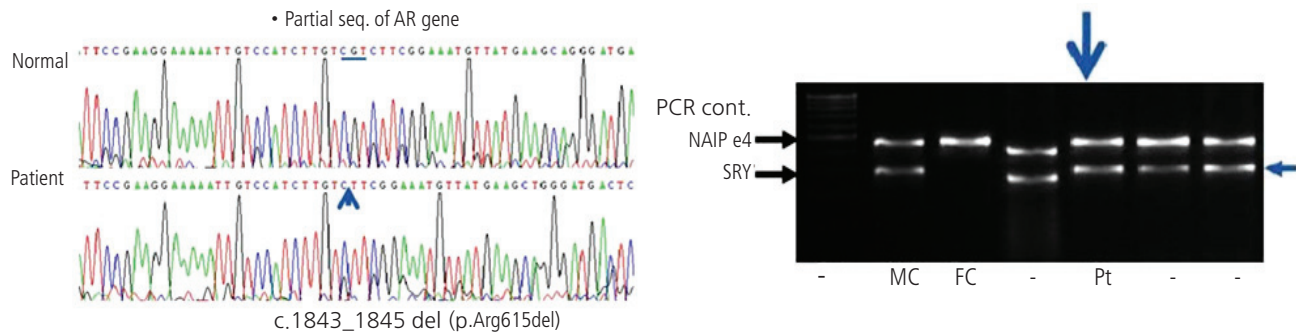 • Partial seq. of AR gene
TTCCGAAGGAAAAATTGTCCATCTTGTCGTCTTCGGAAATGTTATGAAGCAGGGATGA
Normal
Patient
TTCCGAAGGAAAAATTGTCCATCTTGTCTTCGGAAATGTTATGAAGCTGGGATGACTC
c.1843_1845 del (p.Arg615del)
PCR cont.
NAIP e4
SRY
- MC FC - Pt - -